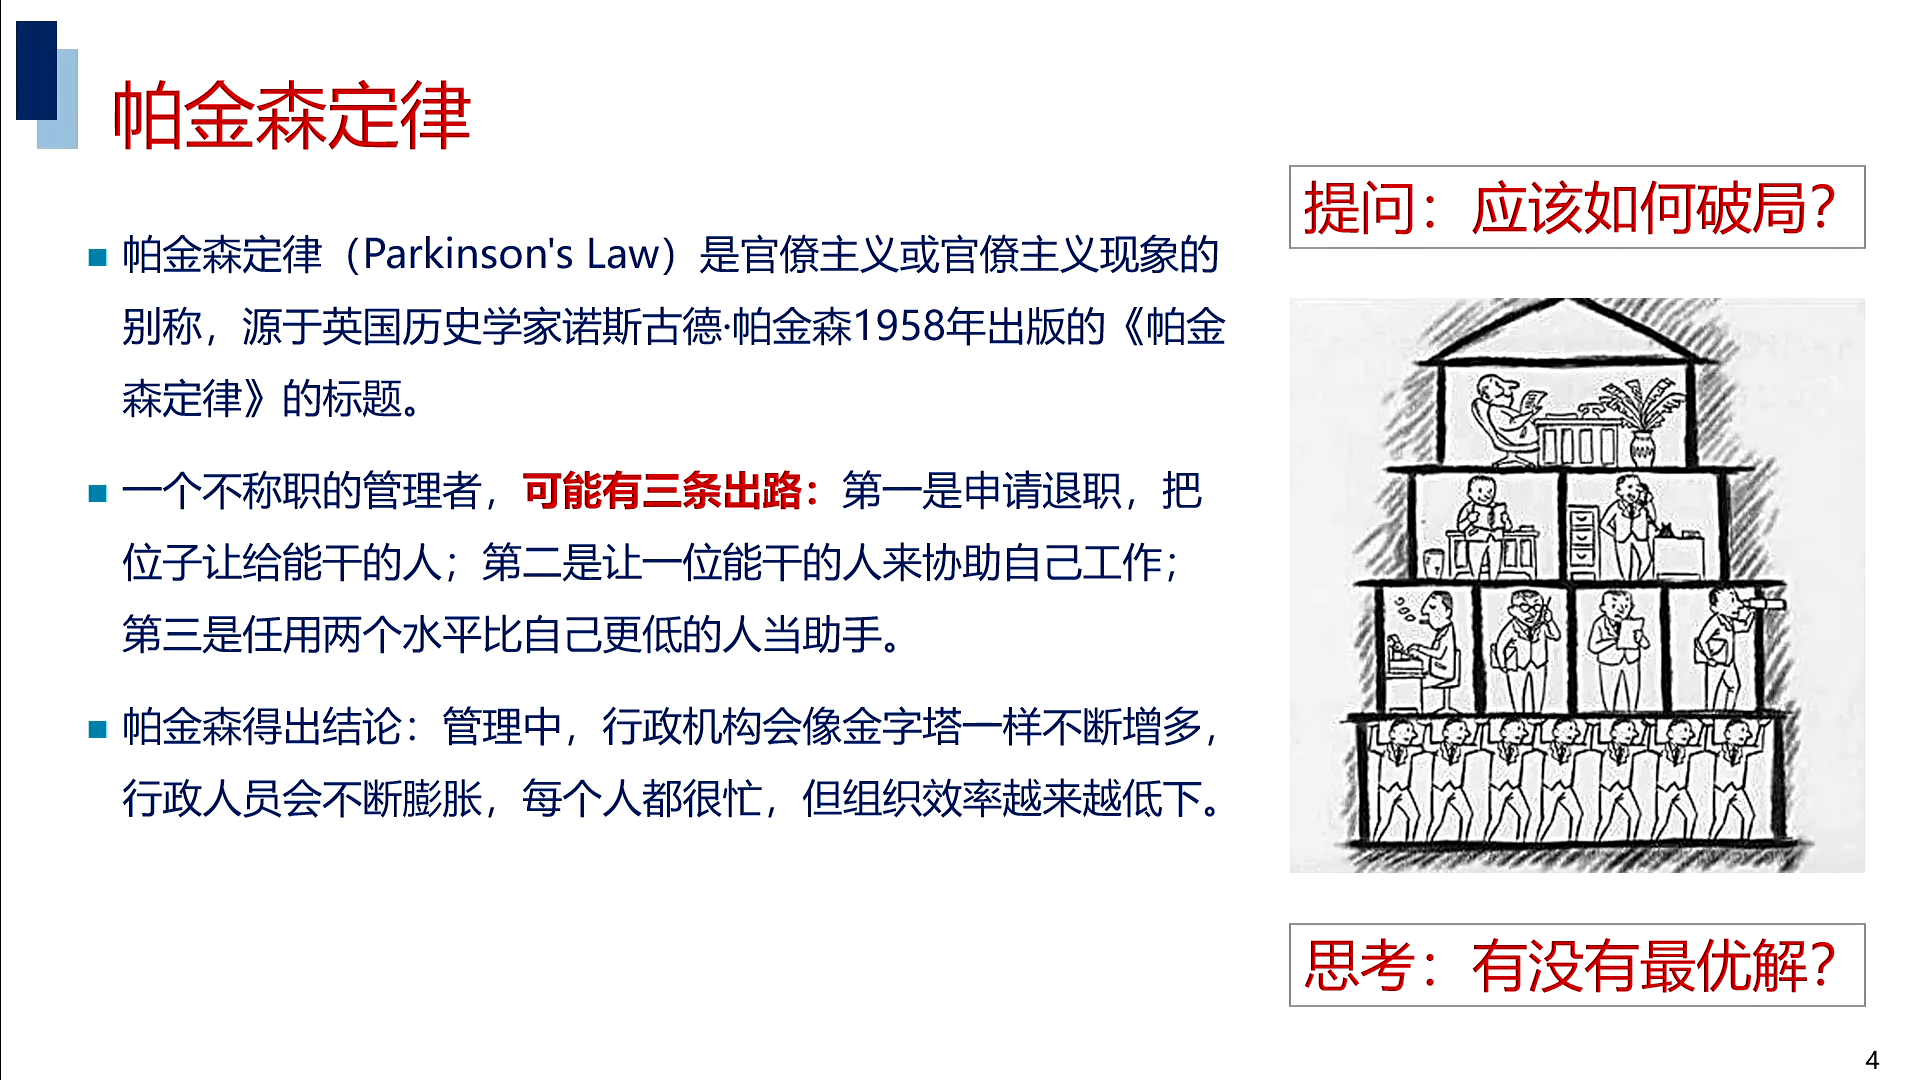 帕金森定律
提问：应该如何破局？
帕金森定律（Parkinson's Law）是官僚主义或官僚主义现象的
别称，源于英国历史学家诺斯古德·帕金森1958年出版的《帕金
森定律》的标题。
一个不称职的管理者，可能有三条出路：第一是申请退职，把
位子让给能干的人；第二是让一位能干的人来协助自己工作；
第三是任用两个水平比自己更低的人当助手。
帕金森得出结论：管理中，行政机构会像金字塔一样不断增多，
行政人员会不断膨胀，每个人都很忙，但组织效率越来越低下。
思考：有没有最优解？
4